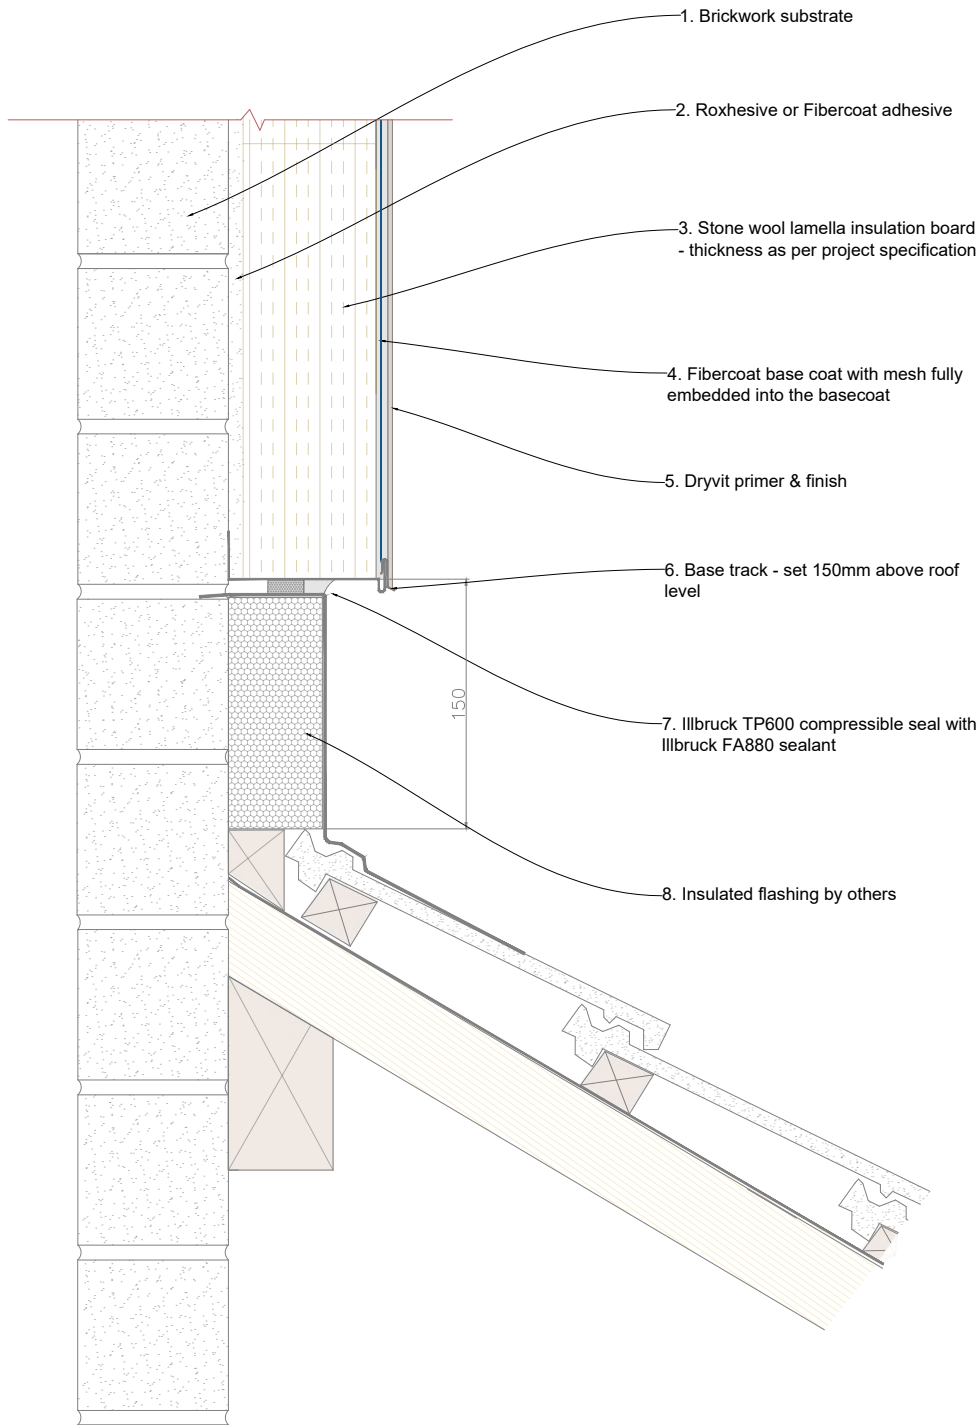 1. Brickwork substrate
2. Roxhesive or Fibercoat adhesive
3. Stone wool lamella insulation board
- thickness as per project specification
4. Fibercoat base coat with mesh fully
embedded into the basecoat
5. Dryvit primer & finish
6. Base track - set 150mm above roof
level
150
7. Illbruck TP600 compressible seal with
Illbruck FA880 sealant
8. Insulated flashing by others